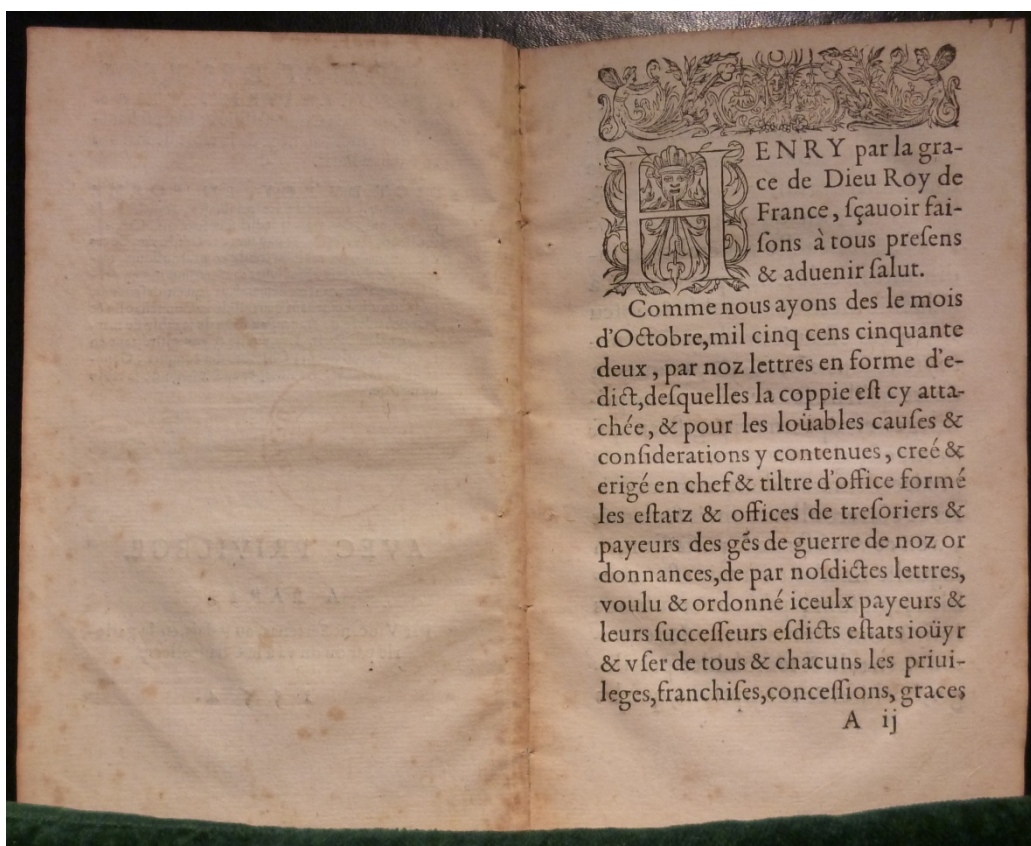 HENRY par la gra-
ce de Dieu Roy de
France, ſçauoir fai-
ſons à tous preſens
& aduenir ſalut.
Comme nous ayons des le mois
d'Octobre,mil cinq cens cinquante
deux, par noz lettres en forme d'e-
dict,deſquelles la coppie eſt cy atta-
chée, & pour les loüables cauſes &
conſiderations y contenues, creé &
erigé en chef & tiltre d'office formé
les eſtatz & offices de treſoriers &
payeurs des gẽs de guerre de noz or
donnances,de par noſdictes lettres,
voulu & ordonné iceulx payeurs &
leurs ſucceſſeurs eſdicts eſtats ioüyr
& vſer de tous & chacuns les priui-
leges,franchiſes,conceſſions, graces
A ij